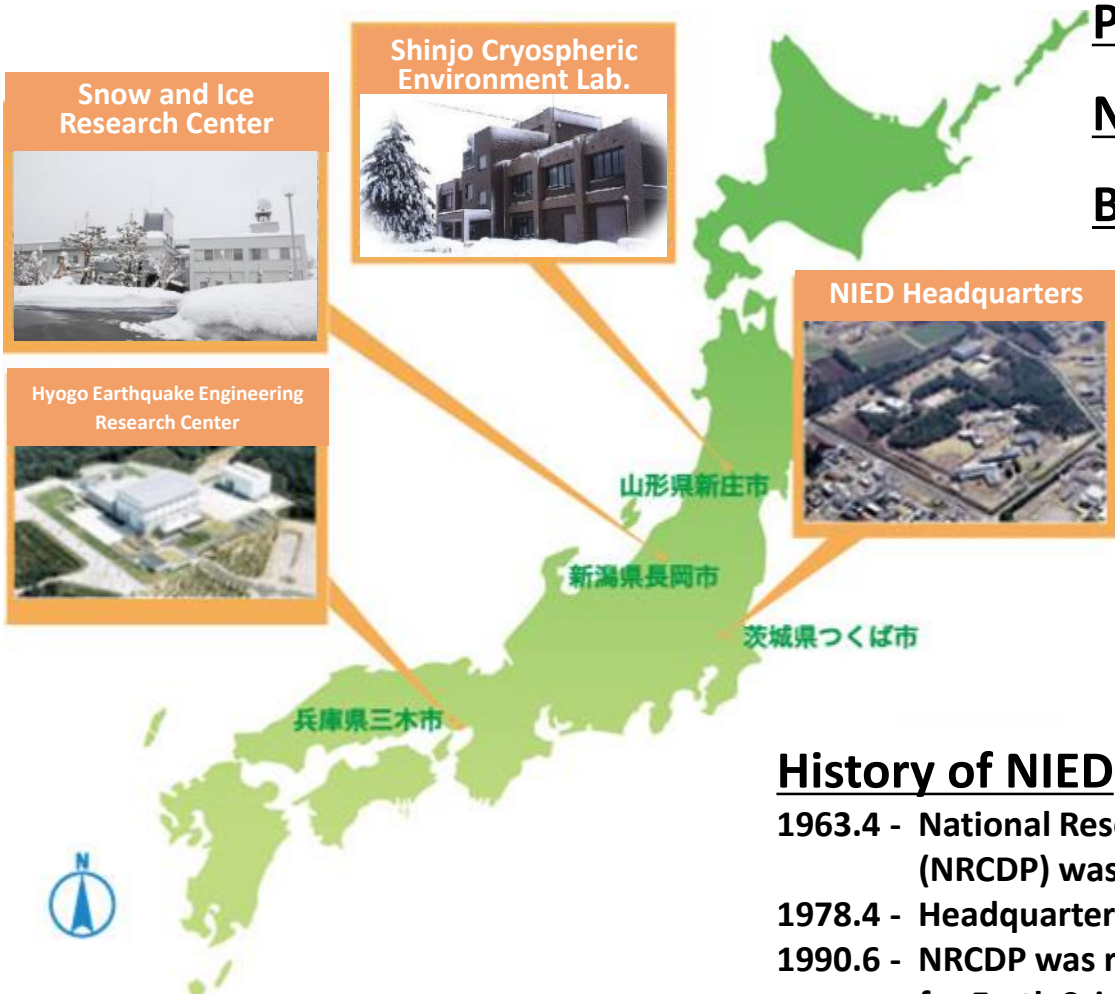 Snow and Ice
Research Center
Shinjo Cryospheric
Environment Lab.
NIED Headquarters
Hyogo Earthquake Engineering
Research Center
山形県新庄市
新潟県長岡市
茨城県つくば市
兵庫県三木市
N
P
N
B
History of NIED
1963.4 - National Res
(NRCDP) was
1978.4 - Headquarter
1990.6 - NRCDP was r